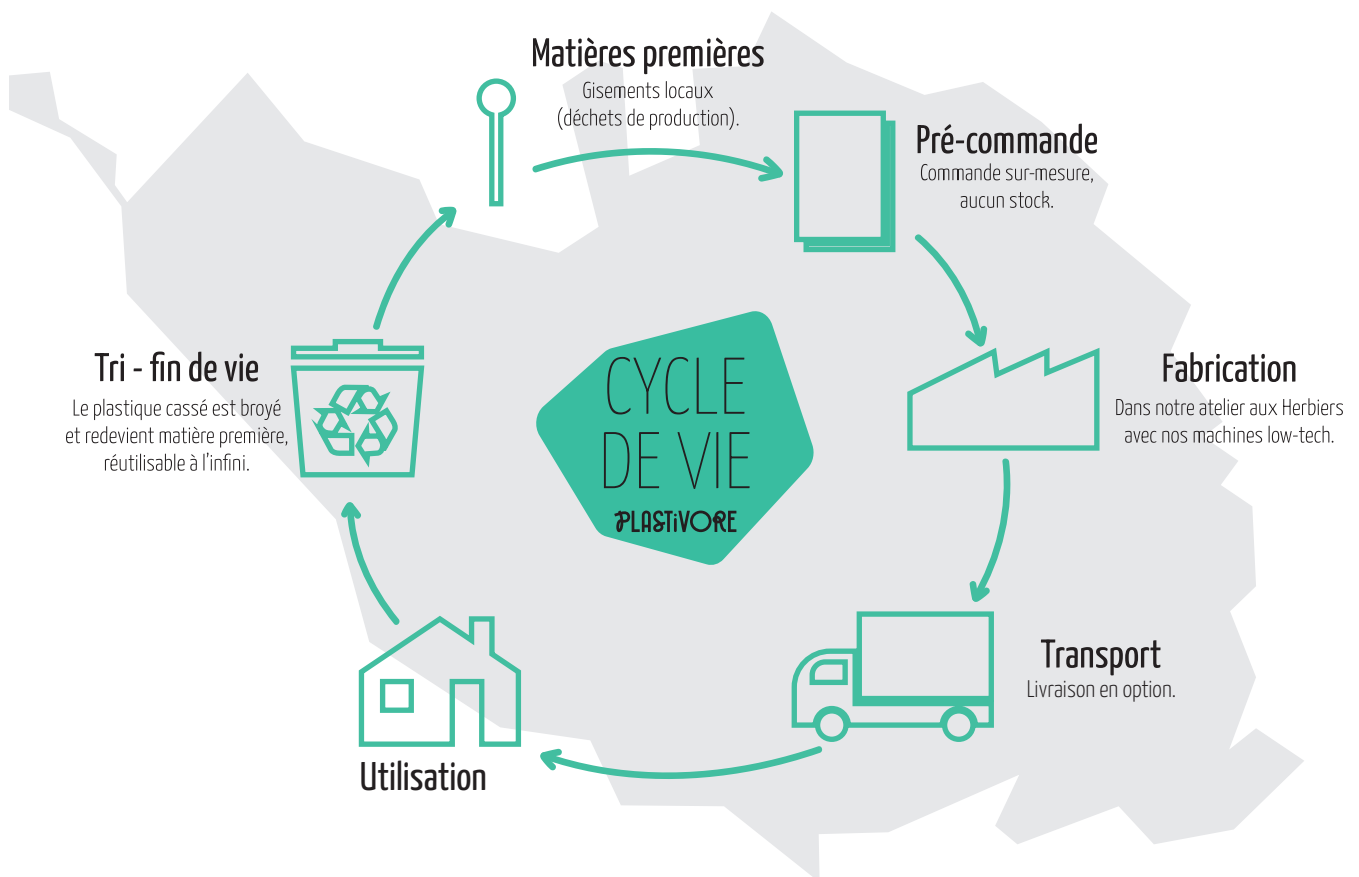 Matières premières
Gisements locaux
(déchets de production).
Pré-commande
Commande sur-mesure,
aucun stock.
Fabrication
Dans notre atelier aux Herbiers
avec nos machines low-tech.
Transport
Livraison en option.
Utilisation
Tri - fin de vie
Le plastique cassé est broyé
et redevient matière première,
réutilisable à l'infini.
CYCLE
DE VIE
PLASTiVORE